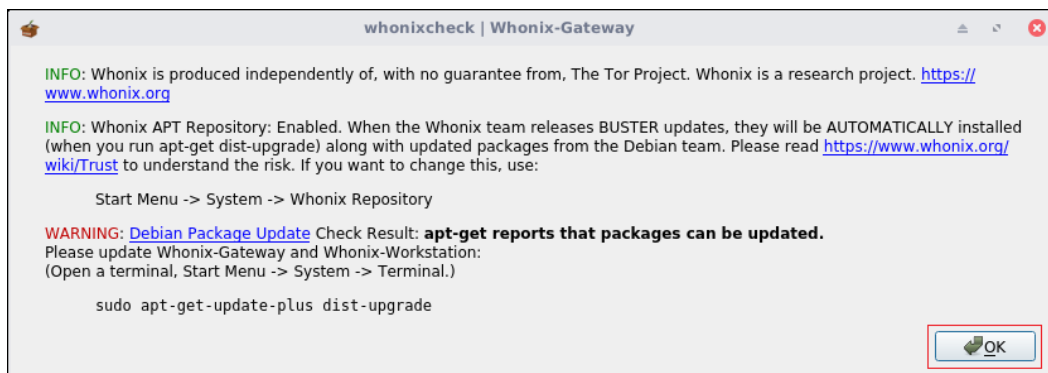 whonixcheck | Whonix-Gateway
INFO: Whonix is produced independently of, with no guarantee from, The Tor Project. Whonix is a research project. https://
www.whonix.org
INFO: Whonix APT Repository: Enabled. When the Whonix team releases BUSTER updates, they will be AUTOMATICALLY installed
(when you run apt-get dist-upgrade) along with updated packages from the Debian team. Please read https://www.whonix.org/
wiki/Trust to understand the risk. If you want to change this, use:
Start Menu -> System -> Whonix Repository
WARNING: Debian Package Update Check Result: apt-get reports that packages can be updated.
Please update Whonix-Gateway and Whonix-Workstation:
(Open a terminal, Start Menu -> System -> Terminal.)
sudo apt-get-update-plus dist-upgrade
OK